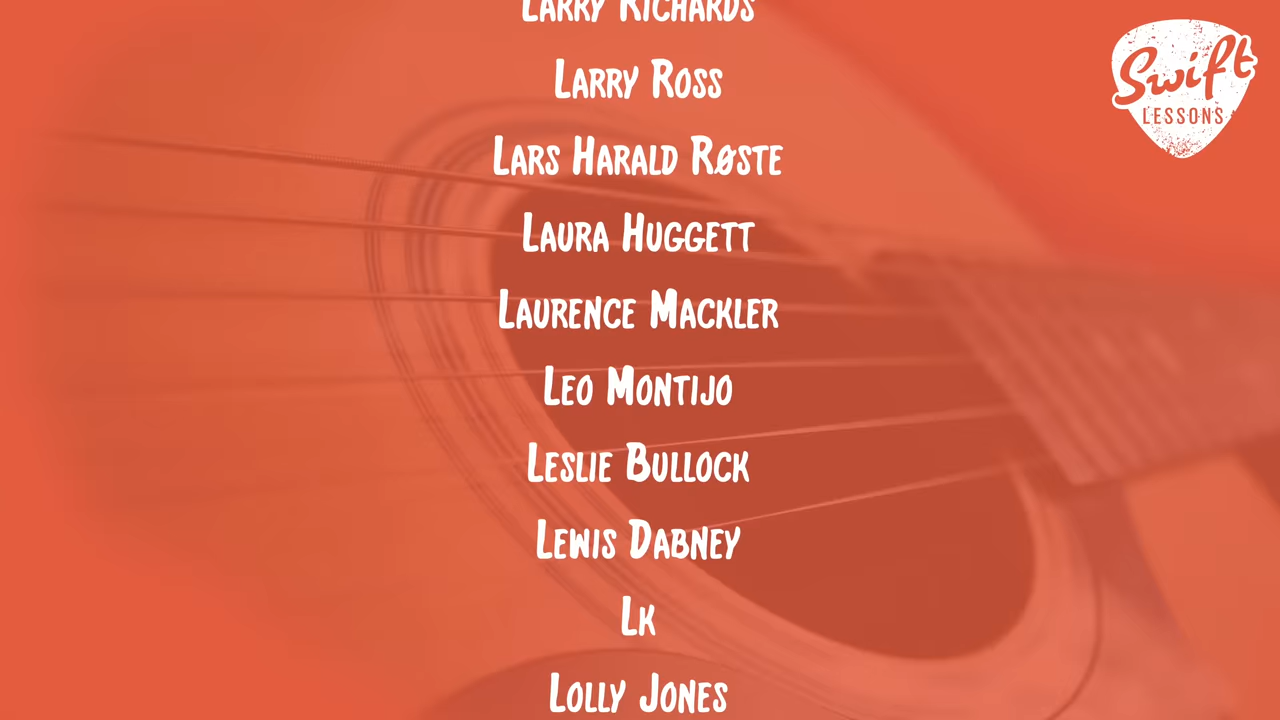 Larry Richards
Swift
LESSONS
Larry Ross
Lars Harald Røste
Laura Huggett
Laurence Mackler
Leo Montijo
Leslie Bullock
Lewis Dabney
Lk
Lolly Jones